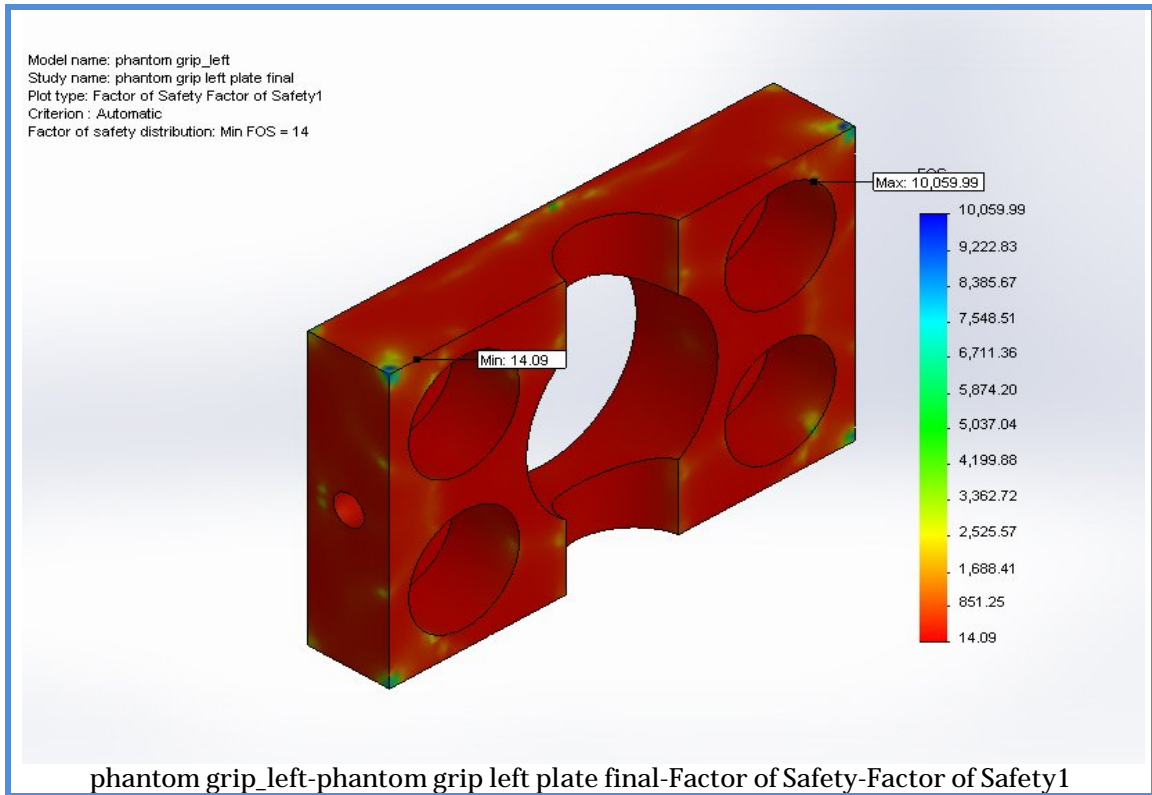 Model name: phantom grip_left
Study name: phantom grip left plate final
Plot type: Factor of Safety Factor of Safety1
Criterion : Automatic
Factor of safety distribution: Min FOS = 14
FOS
Max: 10,059.99
10,059.99
9,222.83
8,385.67
7,548.51
6,711.36
5,874.20
5,037.04
4,199.88
3,362.72
2,525.57
1,688.41
851.25
14.09
Min: 14.09
phantom grip_left-phantom grip left plate final-Factor of Safety-Factor of Safety1